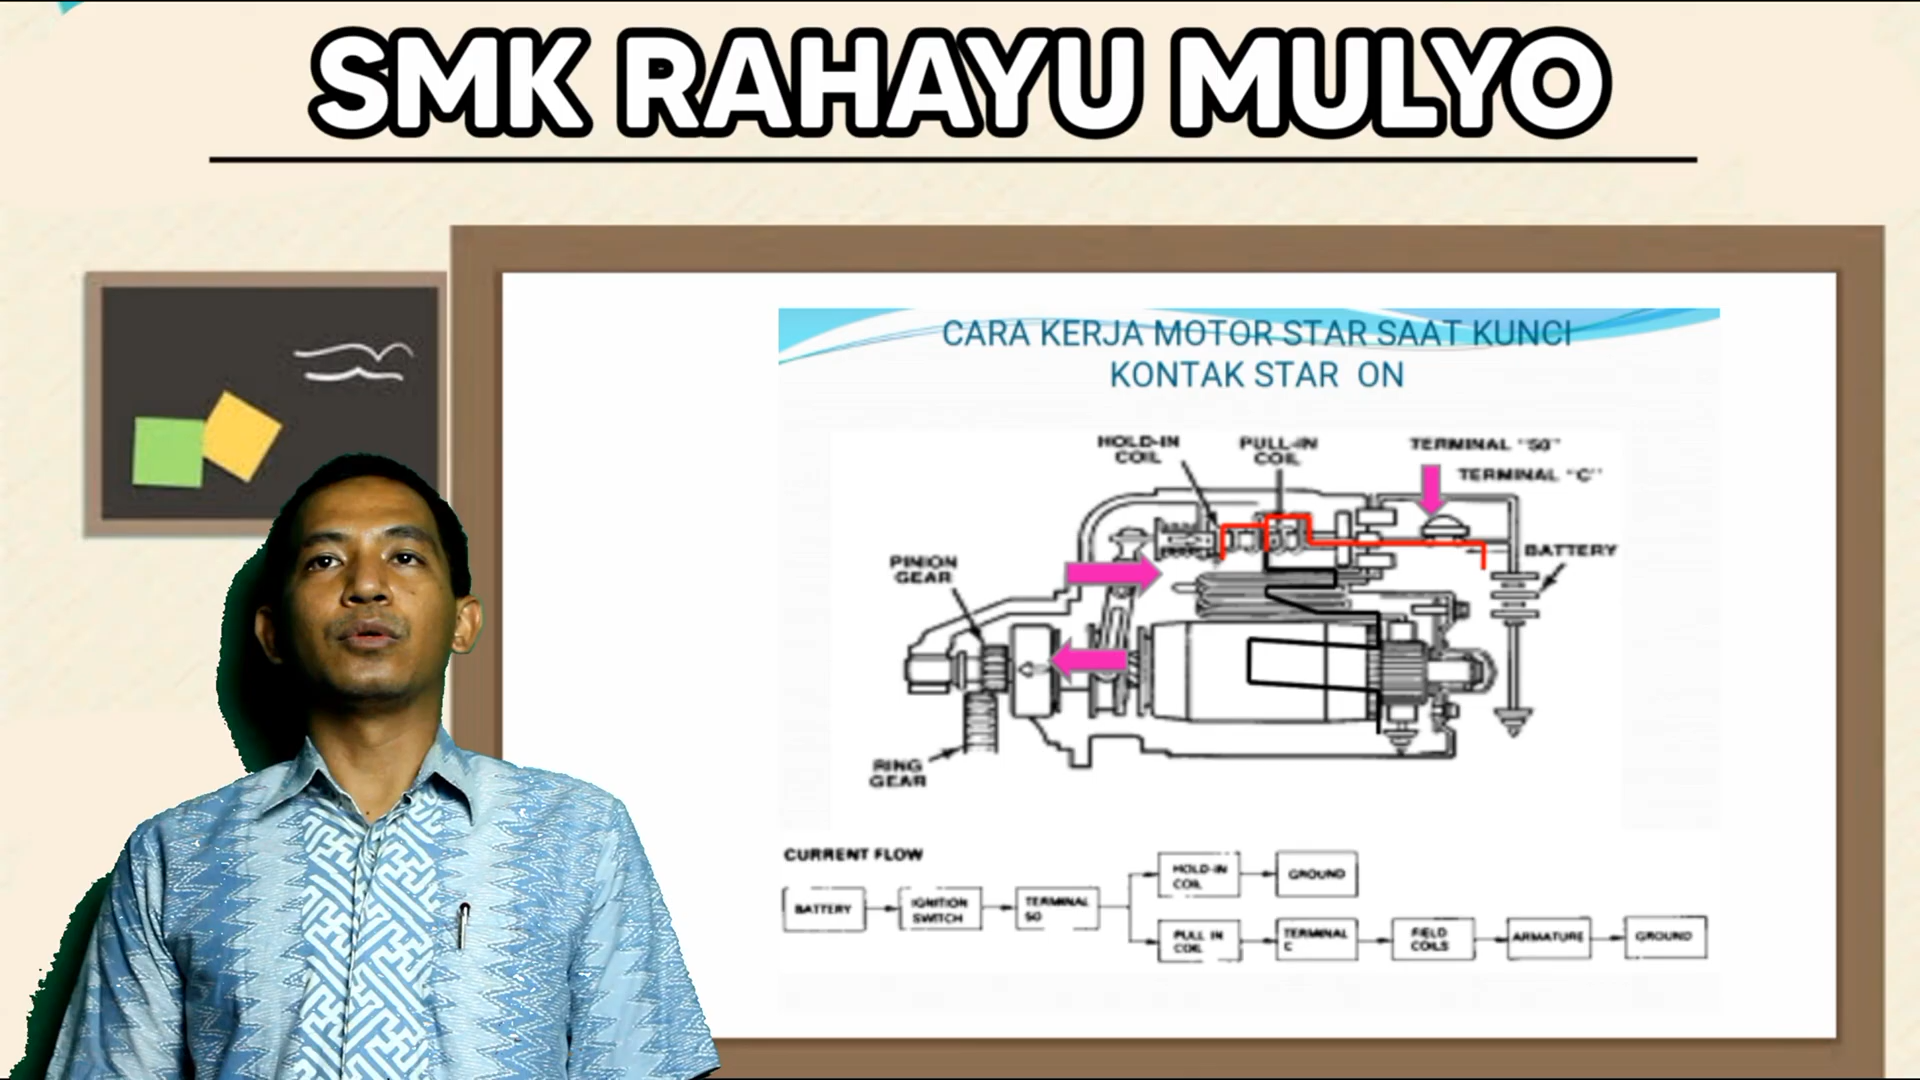 SMK RAHAYU MULYO
CARA KERJA MOTOR STAR SAAT KUNCI
KONTAK STAR ON
HOLD-IN
COIL
PULL-IN
COIL
TERMINAL "50"
TERMINAL "C"
BATTERY
PINION
GEAR
RING
GEAR
CURRENT FLOW
BATTERY
IGNITION
SWITCH
TERMINAL
50
HOLD-IN
COIL
GROUND
PULL IN
COIL
TERMINAL
C
FIELD
COILS
ARMATURE
GROUND